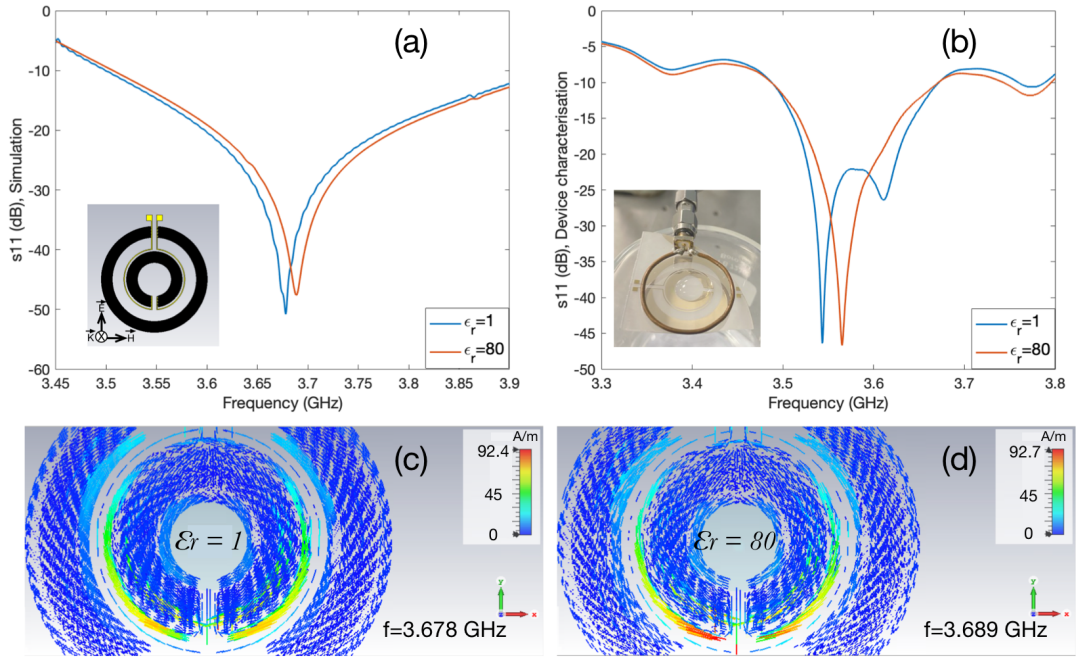 (a)
0
-10
-20
-30
-40
-50
-60
s11 (dB), Simulation
E
K
H
ϵr=1
ϵr=80
3.45
3.5
3.55
3.6
3.65
3.7
3.75
3.8
3.85
3.9
Frequency (GHz)
(b)
0
-5
-10
-15
-20
-25
-30
-35
-40
-45
-50
s11 (dB), Device characterisation
ϵr=1
ϵr=80
3.3
3.4
3.5
3.6
3.7
3.8
Frequency (GHz)
(c)
A/m
92.4
45
0
εr = 1
y
x
f=3.678 GHz
(d)
A/m
92.7
45
0
εr = 80
y
x
f=3.689 GHz